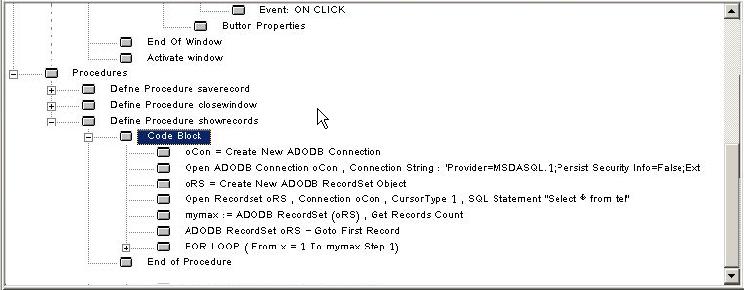 Event: ON CLICK
Buttor Properties
End Of Window
Activate window
Procedures
Define Procedure saverecord
Define Procedure closewindow
Define Procedure showrecords
Code Block
oCon = Create New ADODB Connection
Open ADODB Connection oCon , Connection String : "Provider=MSDASQL.1;Persist Security Info=False;Ext
oRS = Create New ADODB RecordSet Object
Open Recordset oRS , Connection oCon , CursorType 1 , SQL Statement "Select * from tel"
mymax := ADODB RecordSet (oRS) , Get Records Count
ADODB RecordSet oRS - Goto First Record
FOR LOOP ( From x = 1 To mymax Step 1)
End of Procedure